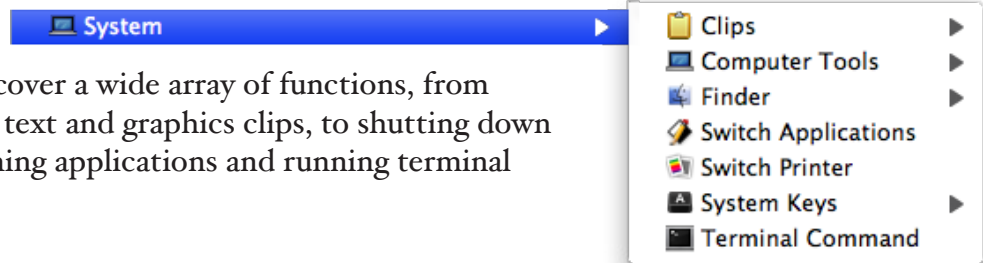 System
cover a wide array of functions, from
text and graphics clips, to shutting down
applications and running terminal
Clips
Computer Tools
Finder
Switch Applications
Switch Printer
System Keys
Terminal Command